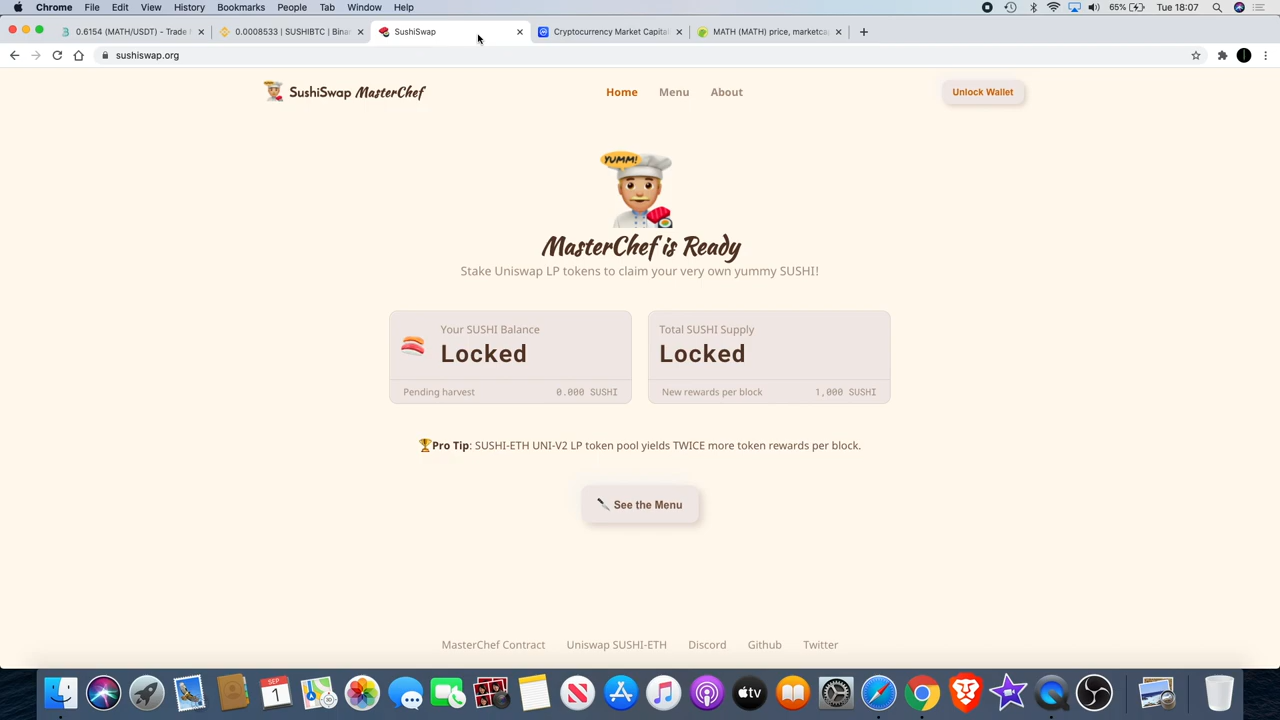 Chrome File Edit View History Bookmarks People Tab Window Help 65% Tue 18:07
0.6154 (MATH/USDT) - Trade 0.0008533 | SUSHIBTC | Bina SushiSwap Cryptocurrency Market Capital MATH (MATH) price, marketca
sushiswap.org
SushiSwap MasterChef Home Menu About Unlock Wallet
YUMM!
MasterChef is Ready
Stake Uniswap LP tokens to claim your very own yummy SUSHI!
Your SUSHI Balance Total SUSHI Supply
Locked Locked
Pending harvest 0.000 SUSHI New rewards per block 1,000 SUSHI
Pro Tip: SUSHI-ETH UNI-V2 LP token pool yields TWICE more token rewards per block.
See the Menu
MasterChef Contract Uniswap SUSHI-ETH Discord Github Twitter
SEP
1
tv